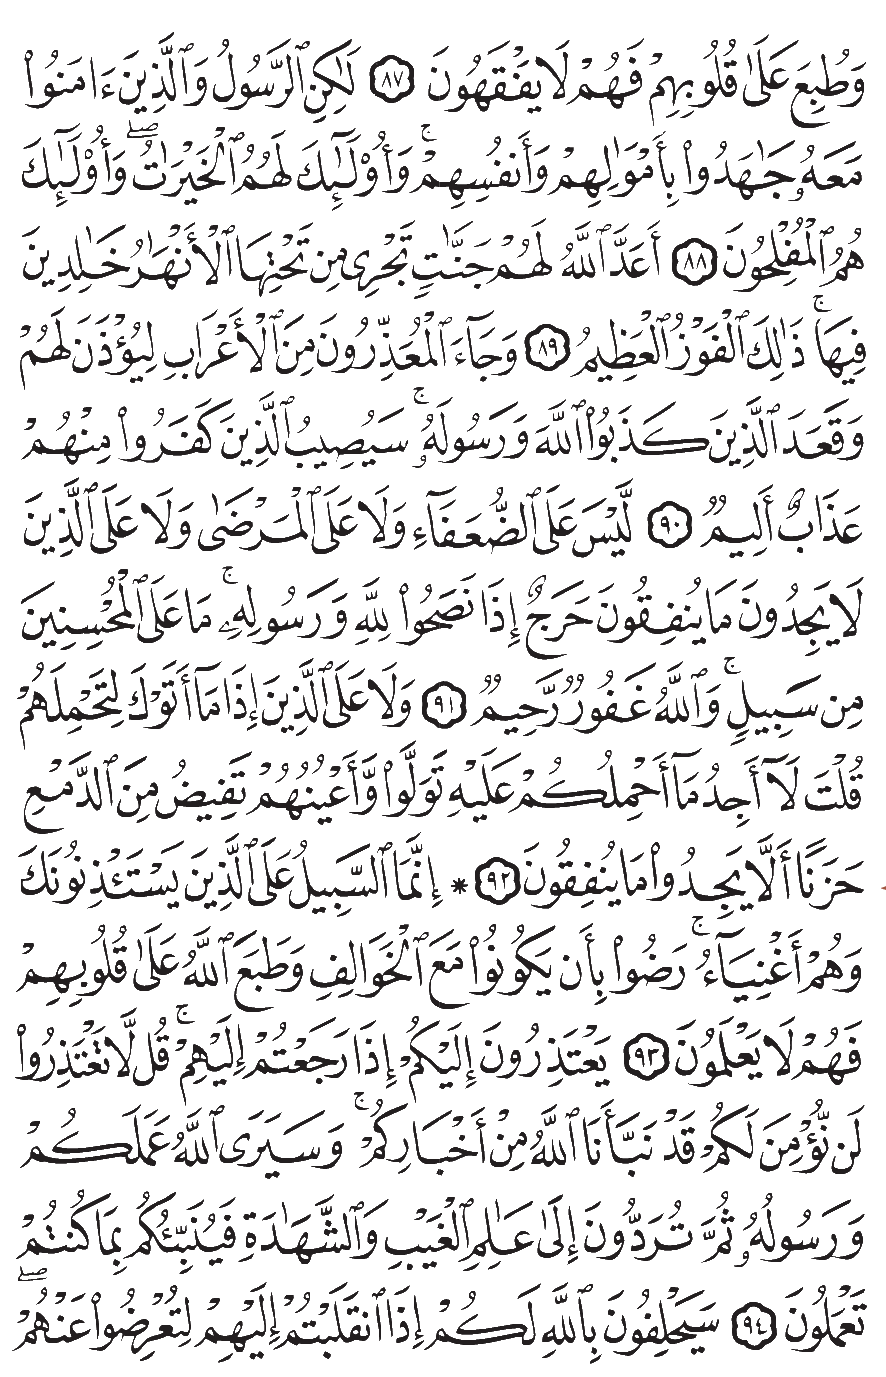 وَطُبِعَ عَلَىٰ قُلُوبِهِمْ فَهُمْ لَا يَفْقَهُونَ ٨٧ لَٰكِنِ ٱلرَّسُولُ وَٱلَّذِينَ ءَامَنُوا۟
مَعَهُۥ جَٰهَدُوا۟ بِأَمْوَٰلِهِمْ وَأَنفُسِهِمْ ۚ وَأُو۟لَٰٓئِكَ لَهُمُ ٱلْخَيْرَٰتُ ۖ وَأُو۟لَٰٓئِكَ
هُمُ ٱلْمُفْلِحُونَ ٨٨ أَعَدَّ ٱللَّهُ لَهُمْ جَنَّٰتٍ تَجْرِى مِن تَحْتِهَا ٱلْأَنْهَٰرُ خَٰلِدِينَ
فِيهَا ۚ ذَٰلِكَ ٱلْفَوْزُ ٱلْعَظِيمُ ٨٩ وَجَآءَ ٱلْمُعَذِّرُونَ مِنَ ٱلْأَعْرَابِ لِيُؤْذَنَ لَهُمْ
وَقَعَدَ ٱلَّذِينَ كَذَبُوا۟ ٱللَّهَ وَرَسُولَهُۥ ۚ سَيُصِيبُ ٱلَّذِينَ كَفَرُوا۟ مِنْهُمْ
عَذَابٌ أَلِيمٌ ٩٠ لَّيْسَ عَلَى ٱلضُّعَفَآءِ وَلَا عَلَى ٱلْمَرْضَىٰ وَلَا عَلَى ٱلَّذِينَ
لَا يَجِدُونَ مَا يُنفِقُونَ حَرَجٌ إِذَا نَصَحُوا۟ لِلَّهِ وَرَسُولِهِۦ ۚ مَا عَلَى ٱلْمُحْسِنِينَ
مِن سَبِيلٍ ۚ وَٱللَّهُ غَفُورٌ رَّحِيمٌ ٩١ وَلَا عَلَى ٱلَّذِينَ إِذَا مَآ أَتَوْكَ لِتَحْمِلَهُمْ
قُلْتَ لَآ أَجِدُ مَآ أَحْمِلُكُمْ عَلَيْهِ تَوَلَّوا۟ وَّأَعْيُنُهُمْ تَفِيضُ مِنَ ٱلدَّمْعِ
حَزَنًا أَلَّا يَجِدُوا۟ مَا يُنفِقُونَ ٩٢ * إِنَّمَا ٱلسَّبِيلُ عَلَى ٱلَّذِينَ يَسْتَـْٔذِنُونَكَ
وَهُمْ أَغْنِيَآءُ ۚ رَضُوا۟ بِأَن يَكُونُوا۟ مَعَ ٱلْخَوَالِفِ وَطَبَعَ ٱللَّهُ عَلَىٰ قُلُوبِهِمْ
فَهُمْ لَا يَعْلَمُونَ ٩٣ يَعْتَذِرُونَ إِلَيْكُمْ إِذَا رَجَعْتُمْ إِلَيْهِمْ ۚ قُل لَّا تَعْتَذِرُوا۟
لَن نُّؤْمِنَ لَكُمْ قَدْ نَبَّأَنَا ٱللَّهُ مِنْ أَخْبَارِكُمْ ۚ وَسَيَرَى ٱللَّهُ عَمَلَكُمْ
وَرَسُولُهُۥ ثُمَّ تُرَدُّونَ إِلَىٰ عَٰلِمِ ٱلْغَيْبِ وَٱلشَّهَٰدَةِ فَيُنَبِّئُكُم بِمَا كُنتُمْ
تَعْمَلُونَ ٩٤ سَيَحْلِفُونَ بِٱللَّهِ لَكُمْ إِذَا ٱنقَلَبْتُمْ إِلَيْهِمْ لِتُعْرِضُوا۟ عَنْهُمْ ۖ